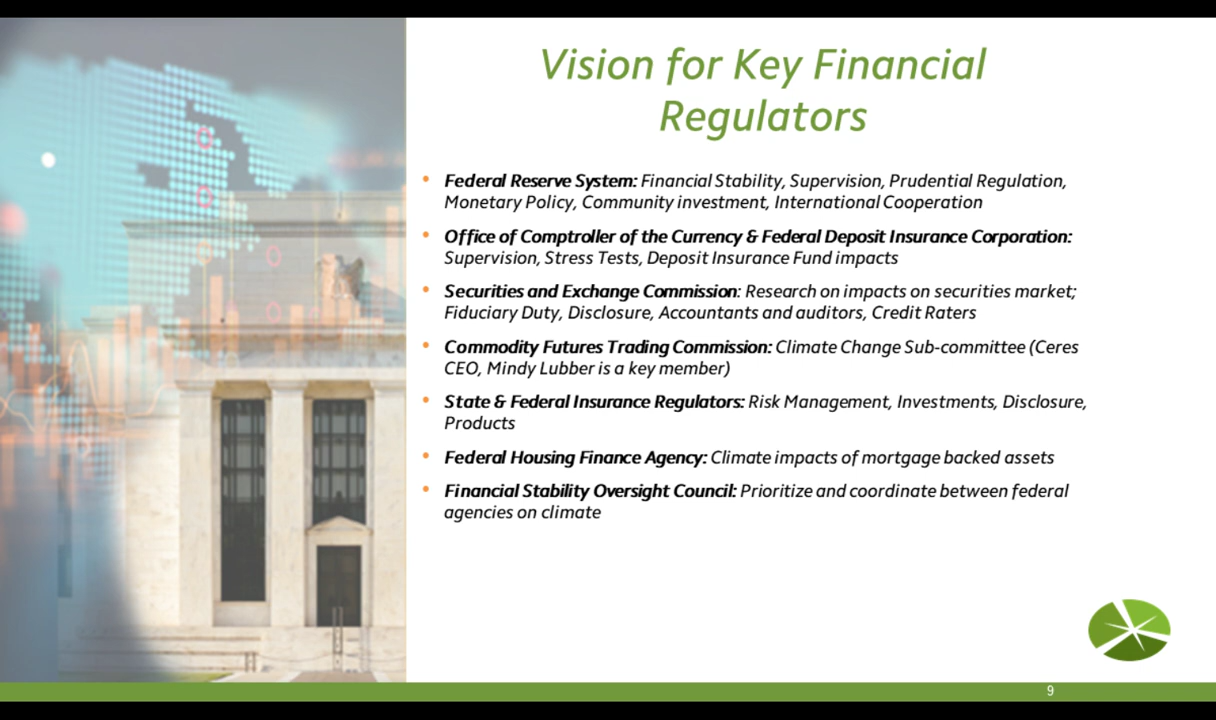 Vision for Key Financial
Regulators
• Federal Reserve System: Financial Stability, Supervision, Prudential Regulation,
Monetary Policy, Community investment, International Cooperation
• Office of Comptroller of the Currency & Federal Deposit Insurance Corporation:
Supervision, Stress Tests, Deposit Insurance Fund impacts
• Securities and Exchange Commission: Research on impacts on securities market;
Fiduciary Duty, Disclosure, Accountants and auditors, Credit Raters
• Commodity Futures Trading Commission: Climate Change Sub-committee (Ceres
CEO, Mindy Lubber is a key member)
• State & Federal Insurance Regulators: Risk Management, Investments, Disclosure,
Products
• Federal Housing Finance Agency: Climate impacts of mortgage backed assets
• Financial Stability Oversight Council: Prioritize and coordinate between federal
agencies on climate
9